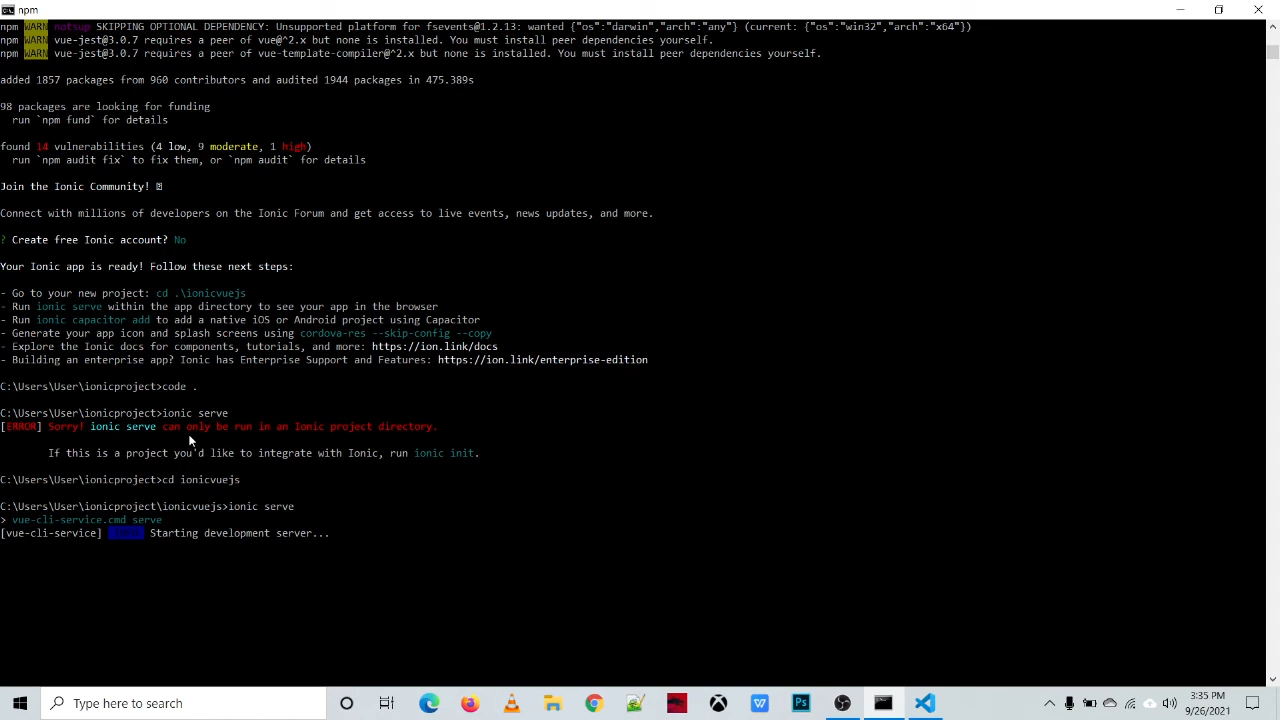 npm
npm WARN notsup SKIPPING OPTIONAL DEPENDENCY: Unsupported platform for fsevents@1.2.13: wanted {"os":"darwin","arch":"any"} (current: {"os":"win32","arch":"x64"})
npm WARN vue-jest@3.0.7 requires a peer of vue@^2.x but none is installed. You must install peer dependencies yourself.
npm WARN vue-jest@3.0.7 requires a peer of vue-template-compiler@^2.x but none is installed. You must install peer dependencies yourself.
added 1857 packages from 960 contributors and audited 1944 packages in 475.389s
98 packages are looking for funding
run `npm fund` for details
found 14 vulnerabilities (4 low, 9 moderate, 1 high)
run `npm audit fix` to fix them, or `npm audit` for details
Join the Ionic Community!
Connect with millions of developers on the Ionic Forum and get access to live events, news updates, and more.
? Create free Ionic account? No
Your Ionic app is ready! Follow these next steps:
- Go to your new project: cd .\ionicvuejs
- Run ionic serve within the app directory to see your app in the browser
- Run ionic capacitor add to add a native iOS or Android project using Capacitor
- Generate your app icon and splash screens using cordova-res --skip-config --copy
- Explore the Ionic docs for components, tutorials, and more: https://ion.link/docs
- Building an enterprise app? Ionic has Enterprise Support and Features: https://ion.link/enterprise-edition
C:\Users\User\ionicproject>code .
C:\Users\User\ionicproject>ionic serve
[ERROR] Sorry! ionic serve can only be run in an Ionic project directory.
If this is a project you'd like to integrate with Ionic, run ionic init.
C:\Users\User\ionicproject>cd ionicvuejs
C:\Users\User\ionicproject\ionicvuejs>ionic serve
> vue-cli-service.cmd serve
[vue-cli-service] Starting development server...
Type here to search
3:35 PM
9/26/2021